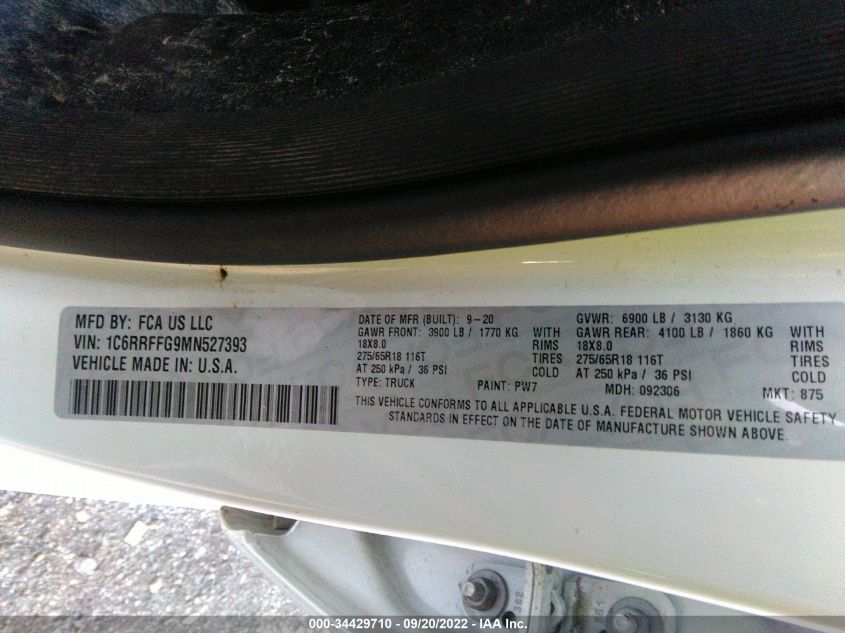 MFD BY: FCA US LLC
VIN: 1C6RRFFG9MN527393
VEHICLE MADE IN: U.S.A.
DATE OF MFR (BUILT): 9-20 GVWR: 6900 LB / 3130 KG
GAWR FRONT: 3900 LB / 1770 KG WITH GAWR REAR: 4100 LB / 1860 KG WITH
18X8.0 RIMS 18X8.0 RIMS
275/65R18 116T TIRES 275/65R18 116T TIRES
AT 250 kPa / 36 PSI COLD AT 250 kPa / 36 PSI COLD
TYPE: TRUCK PAINT: PW7 MDH: 092306 MKT: 875
THIS VEHICLE CONFORMS TO ALL APPLICABLE U.S.A. FEDERAL MOTOR VEHICLE SAFETY
STANDARDS IN EFFECT ON THE DATE OF MANUFACTURE SHOWN ABOVE.
000-34429710 - 09/20/2022 - IAA Inc.